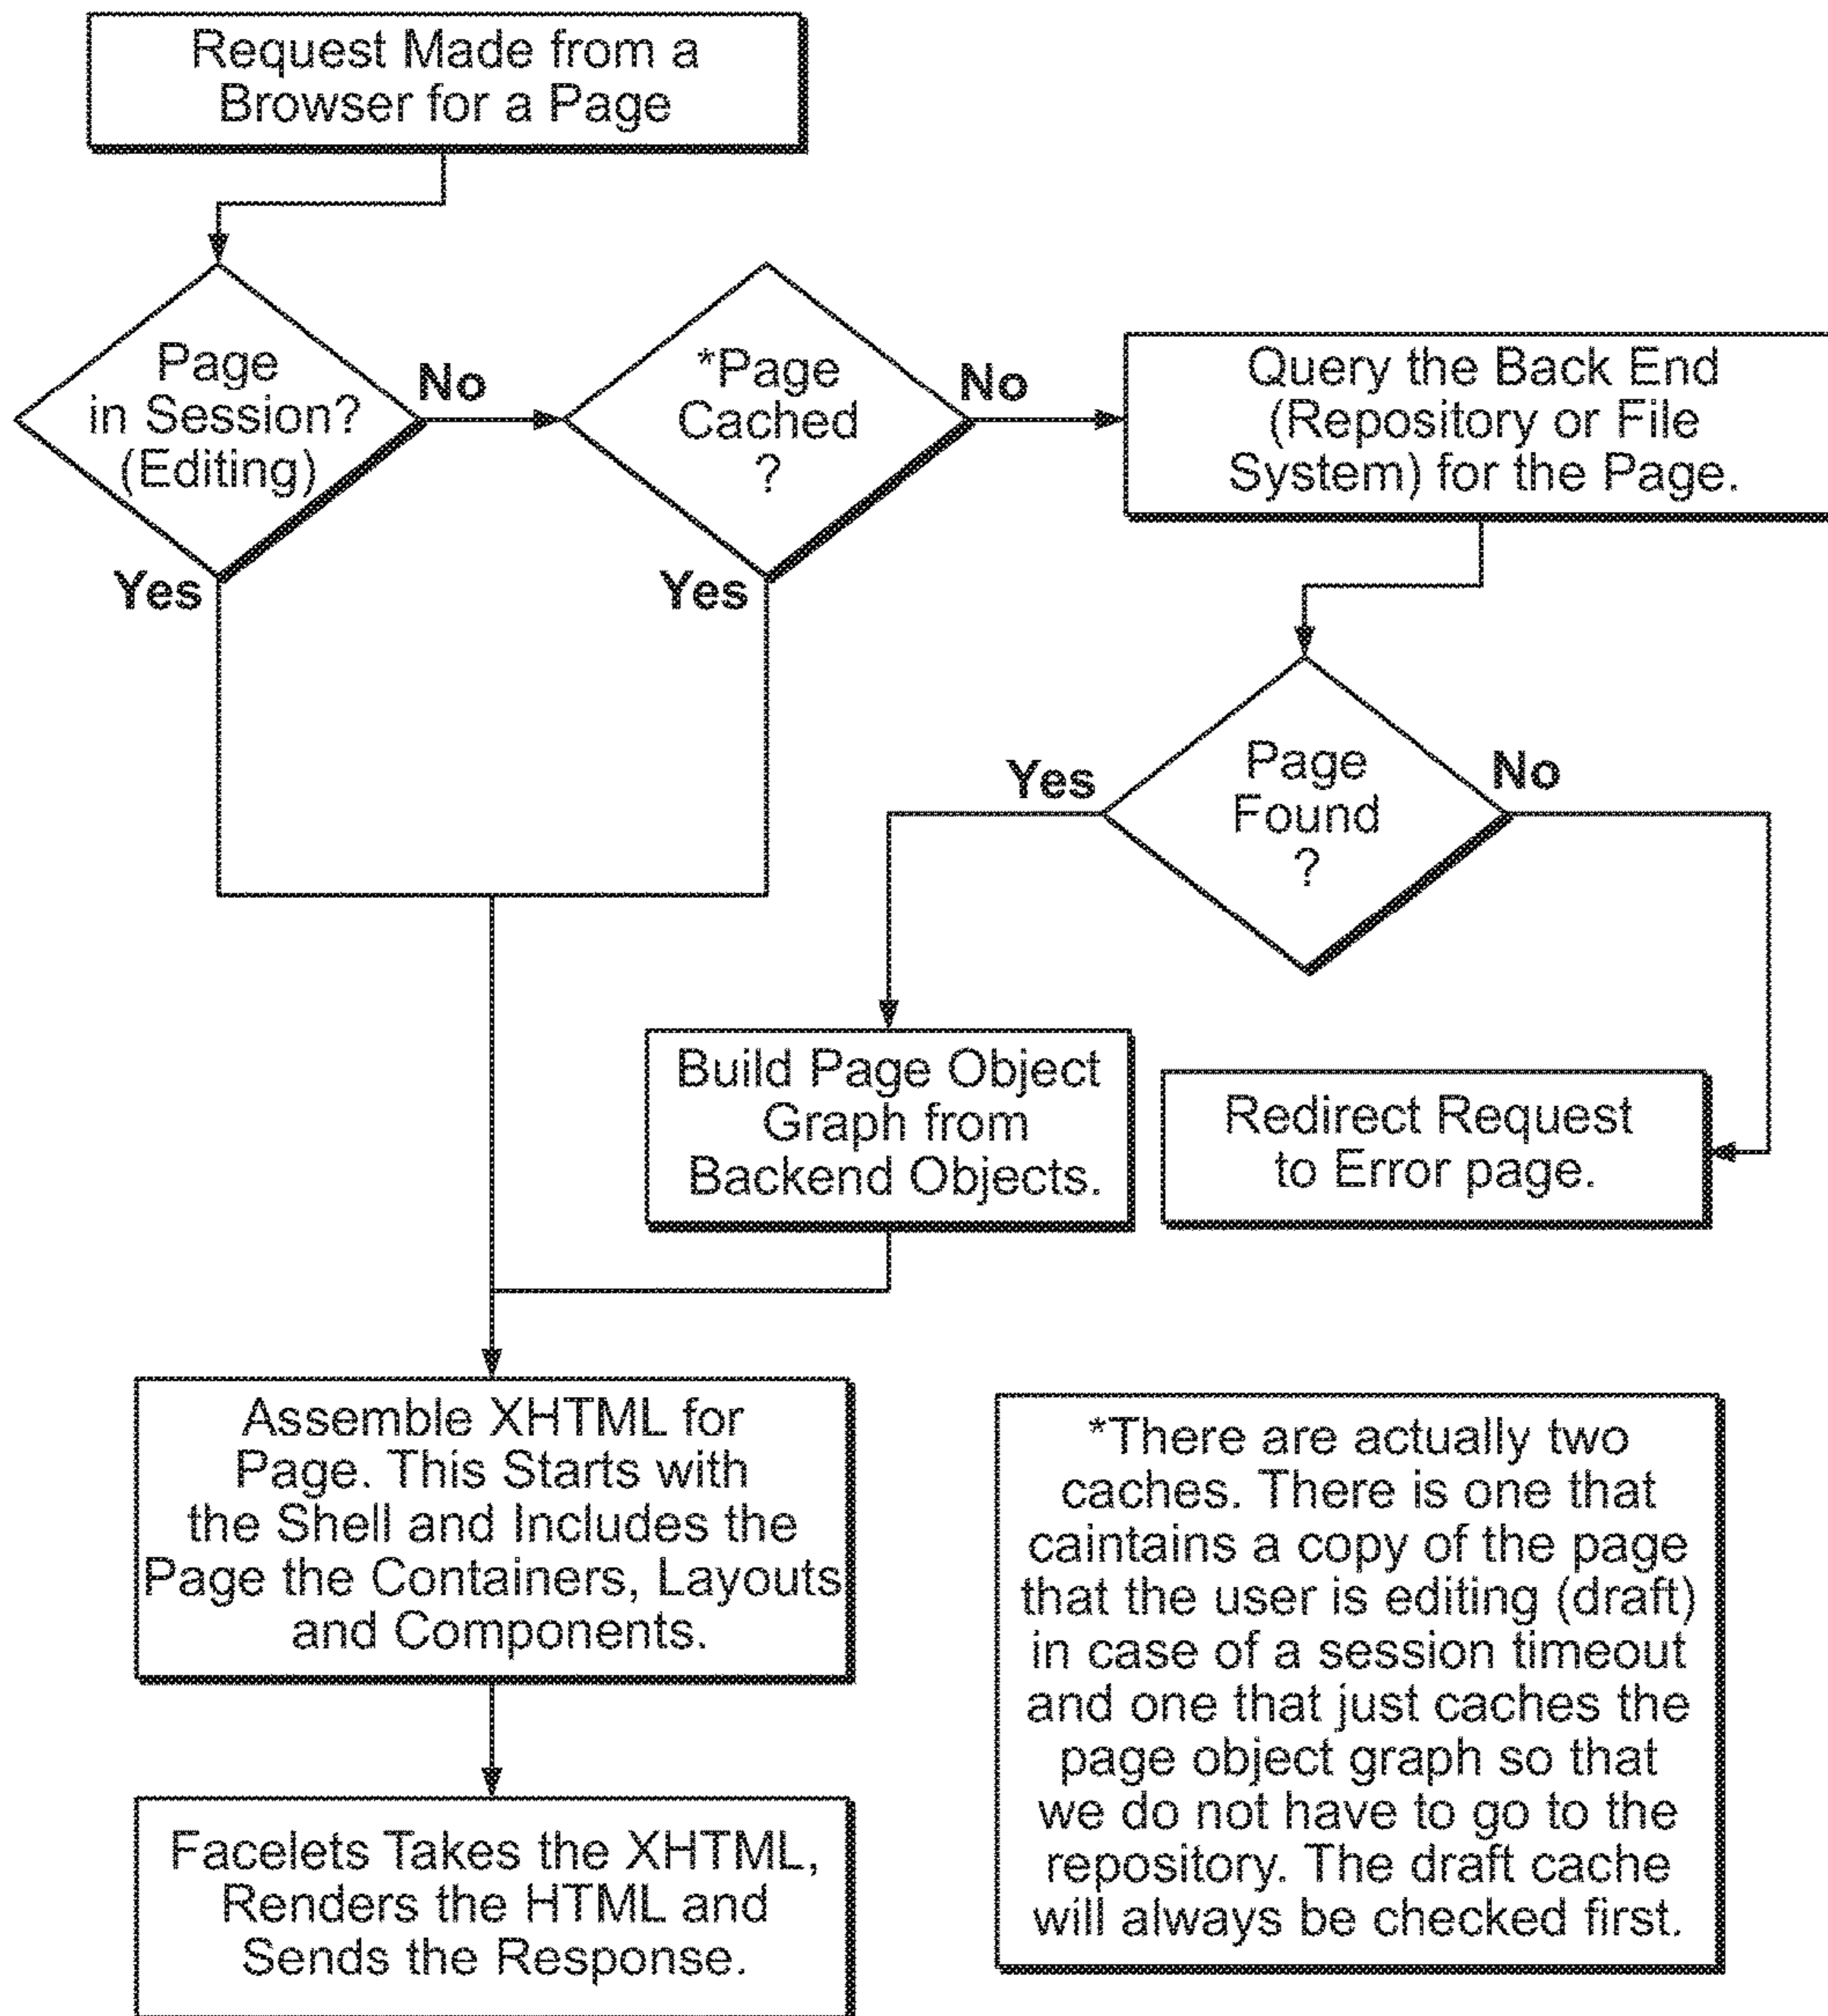 Request Made from a
Browser for a Page
Page
in Session?
(Editing)
No
Yes
*Page
Cached
?
No
Yes
Query the Back End
(Repository or File
System) for the Page.
Page
Found
?
Yes
No
Build Page Object
Graph from
Backend Objects.
Redirect Request
to Error page.
Assemble XHTML for
Page. This Starts with
the Shell and Includes the
Page the Containers, Layouts
and Components.
Facelets Takes the XHTML,
Renders the HTML and
Sends the Response.
*There are actually two
caches. There is one that
caintains a copy of the page
that the user is editing (draft)
in case of a session timeout
and one that just caches the
page object graph so that
we do not have to go to the
repository. The draft cache
will always be checked first.